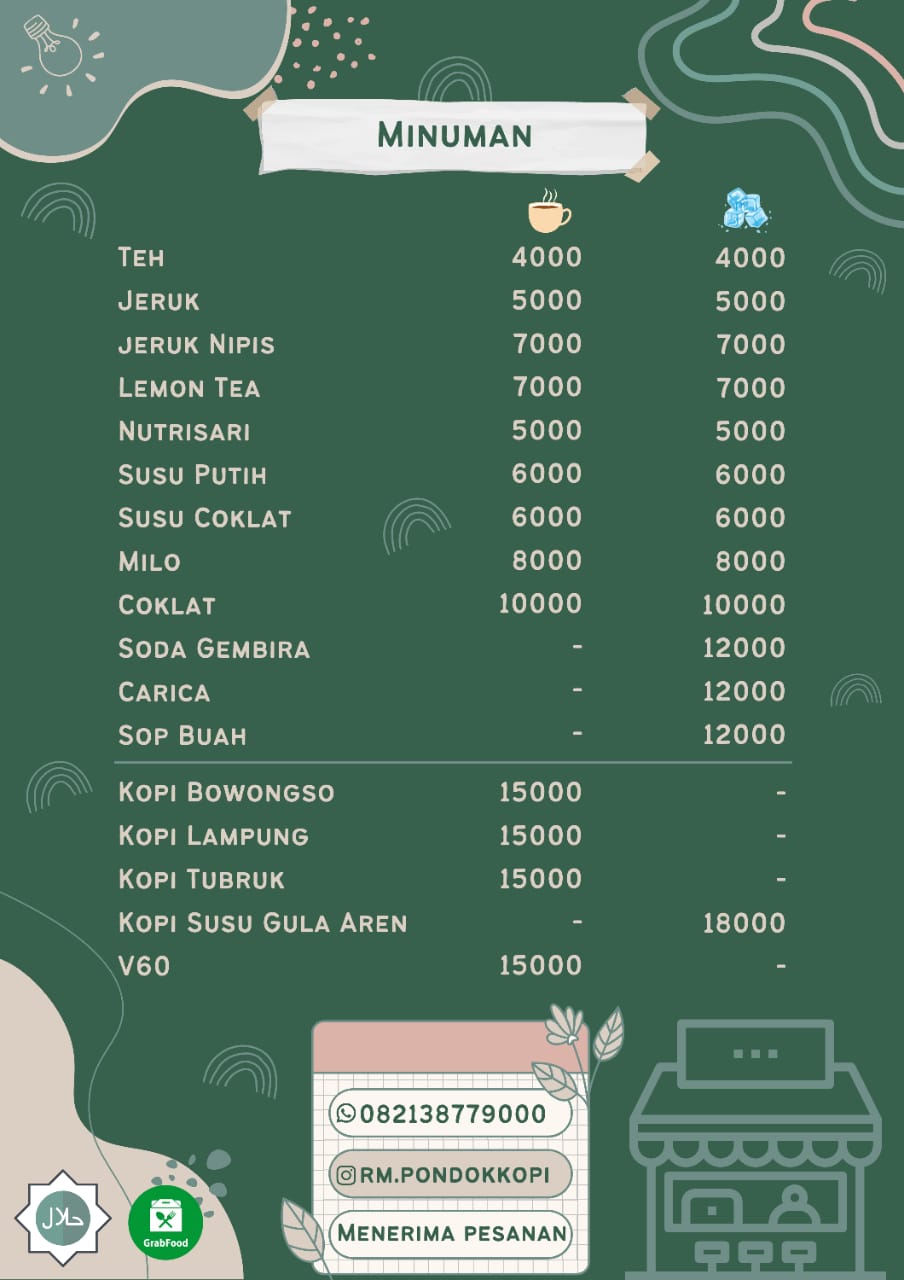 Minuman
Teh 4000 4000
Jeruk 5000 5000
Jeruk Nipis 7000 7000
Lemon Tea 7000 7000
Nutrisari 5000 5000
Susu Putih 6000 6000
Susu Coklat 6000 6000
Milo 8000 8000
Coklat 10000 10000
Soda Gembira - 12000
Carica - 12000
Sop Buah - 12000
Kopi Bowongso 15000 -
Kopi Lampung 15000 -
Kopi Tubruk 15000 -
Kopi Susu Gula Aren - 18000
V60 15000 -
082138779000
RM.PONDOKKOPI
Menerima pesanan
حلال
GrabFood